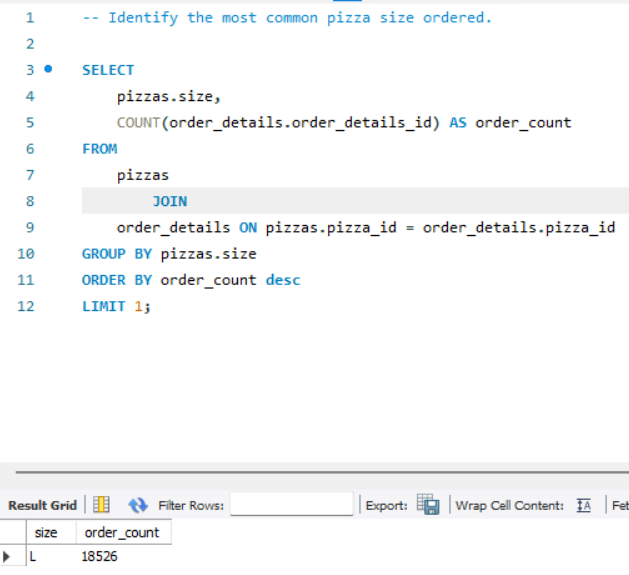 1 -- Identify the most common pizza size ordered.
2
3 SELECT
4 pizzas.size,
5 COUNT(order_details.order_details_id) AS order_count
6 FROM
7 pizzas
8 JOIN
9 order_details ON pizzas.pizza_id = order_details.pizza_id
10 GROUP BY pizzas.size
11 ORDER BY order_count desc
12 LIMIT 1;
Result Grid Filter Rows: Export: Wrap Cell Content: Fet
size order_count
L 18526